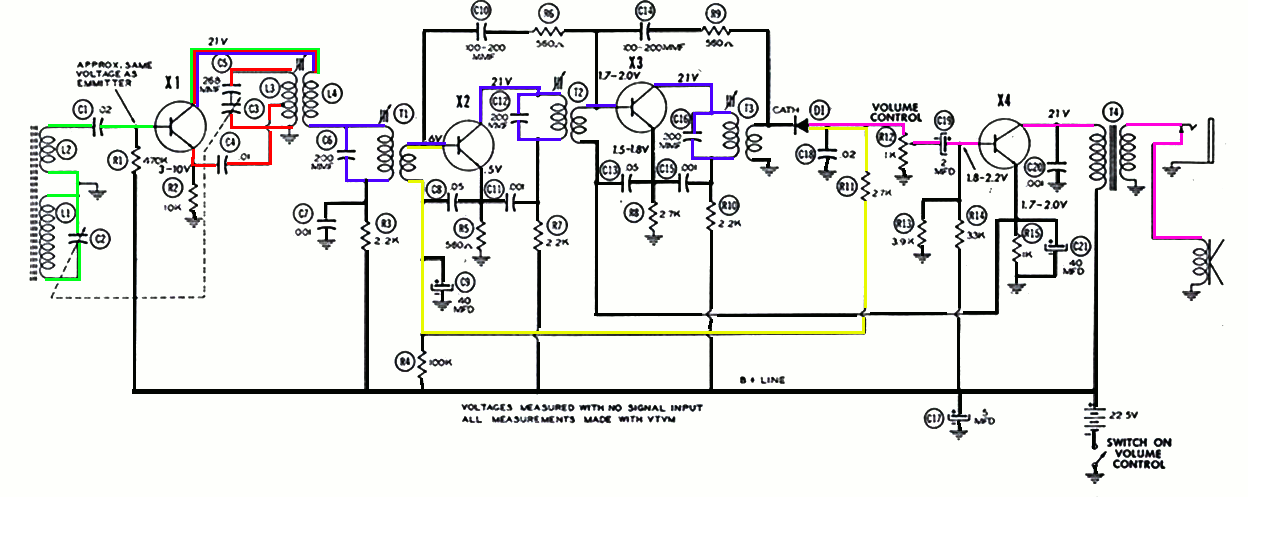 C10
R6
C14
R9
100-200
MMF
560Ω
100-200MMF
560Ω
21V
APPROX. SAME
VOLTAGE AS
EMMITTER
X1
C5
268
MMF
L3
L4
C3
C1
.02
X2
21V
C12
200
MMF
T2
X3
1.7-2.0V
21V
C16
200
MMF
T3
CATH
D1
VOLUME
CONTROL
X4
21V
T4
T1
L2
R1
470K
3-10V
C4
.01
R2
10K
C6
200
MMF
.6V
.5V
1.5-1.8V
C18
.02
R12
1K
C19
2
MFD
1.8-2.2V
C20
.001
L1
C2
C7
.001
R3
2.2K
C8
.05
C11
.001
R5
560Ω
R7
2.2K
C13
.05
C15
.001
R8
2.7K
R10
2.2K
R11
2.7K
R13
3.9K
R14
33K
1.7-2.0V
R15
1K
C21
40
MFD
C9
40
MFD
R4
100K
B + LINE
VOLTAGES MEASURED WITH NO SIGNAL INPUT
ALL MEASUREMENTS MADE WITH VTVM
C17
5
MFD
22.5V
SWITCH ON
VOLUME
CONTROL